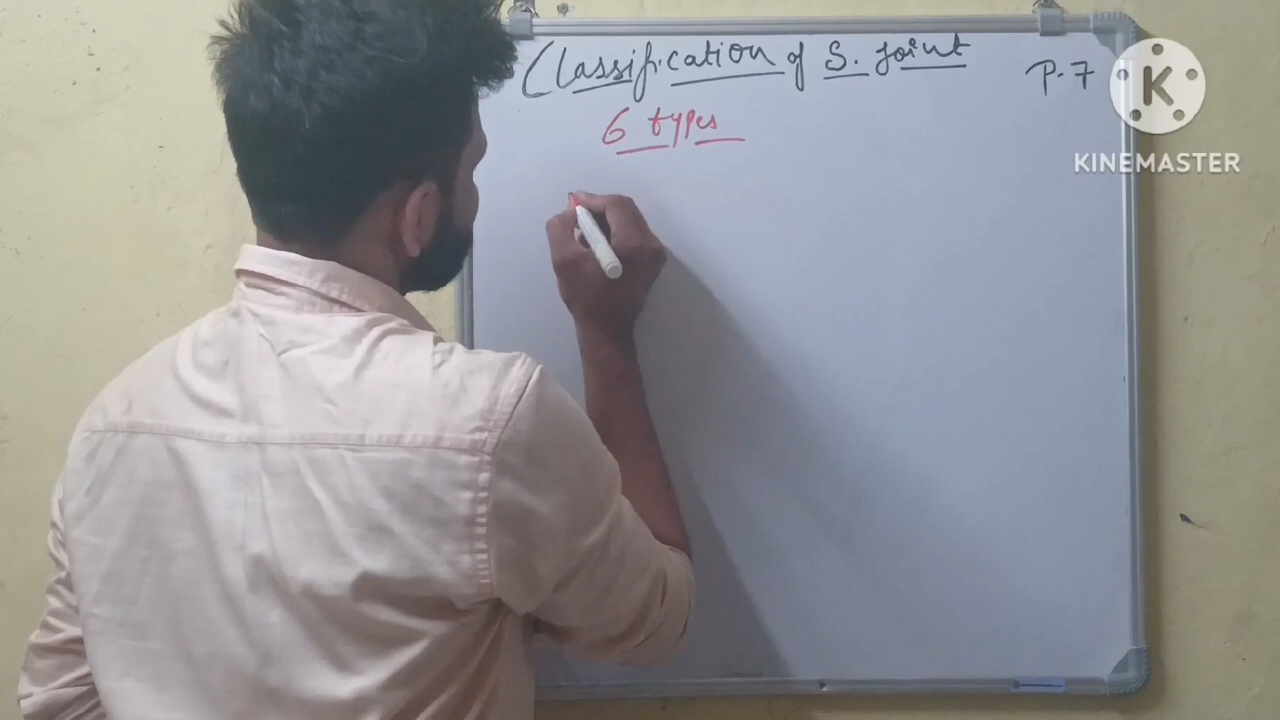 Classification of S. Joint
P.7
6 types
K
KINEMASTER